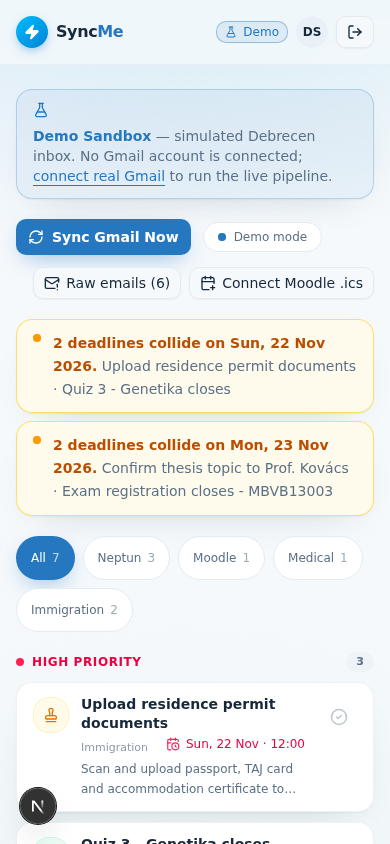 SyncMe
Demo
DS
Demo Sandbox — simulated Debrecen
inbox. No Gmail account is connected;
connect real Gmail to run the live pipeline.
Sync Gmail Now
Demo mode
Raw emails (6)
Connect Moodle .ics
2 deadlines collide on Sun, 22 Nov
2026. Upload residence permit documents
· Quiz 3 - Genetika closes
2 deadlines collide on Mon, 23 Nov
2026. Confirm thesis topic to Prof. Kovács
· Exam registration closes - MBVB13003
All 7
Neptun 3
Moodle 1
Medical 1
Immigration 2
HIGH PRIORITY
3
Upload residence permit
documents
Immigration
Sun, 22 Nov · 12:00
Scan and upload passport, TAJ card
and accommodation certificate to…
N
Quiz 3 - Genetika closes